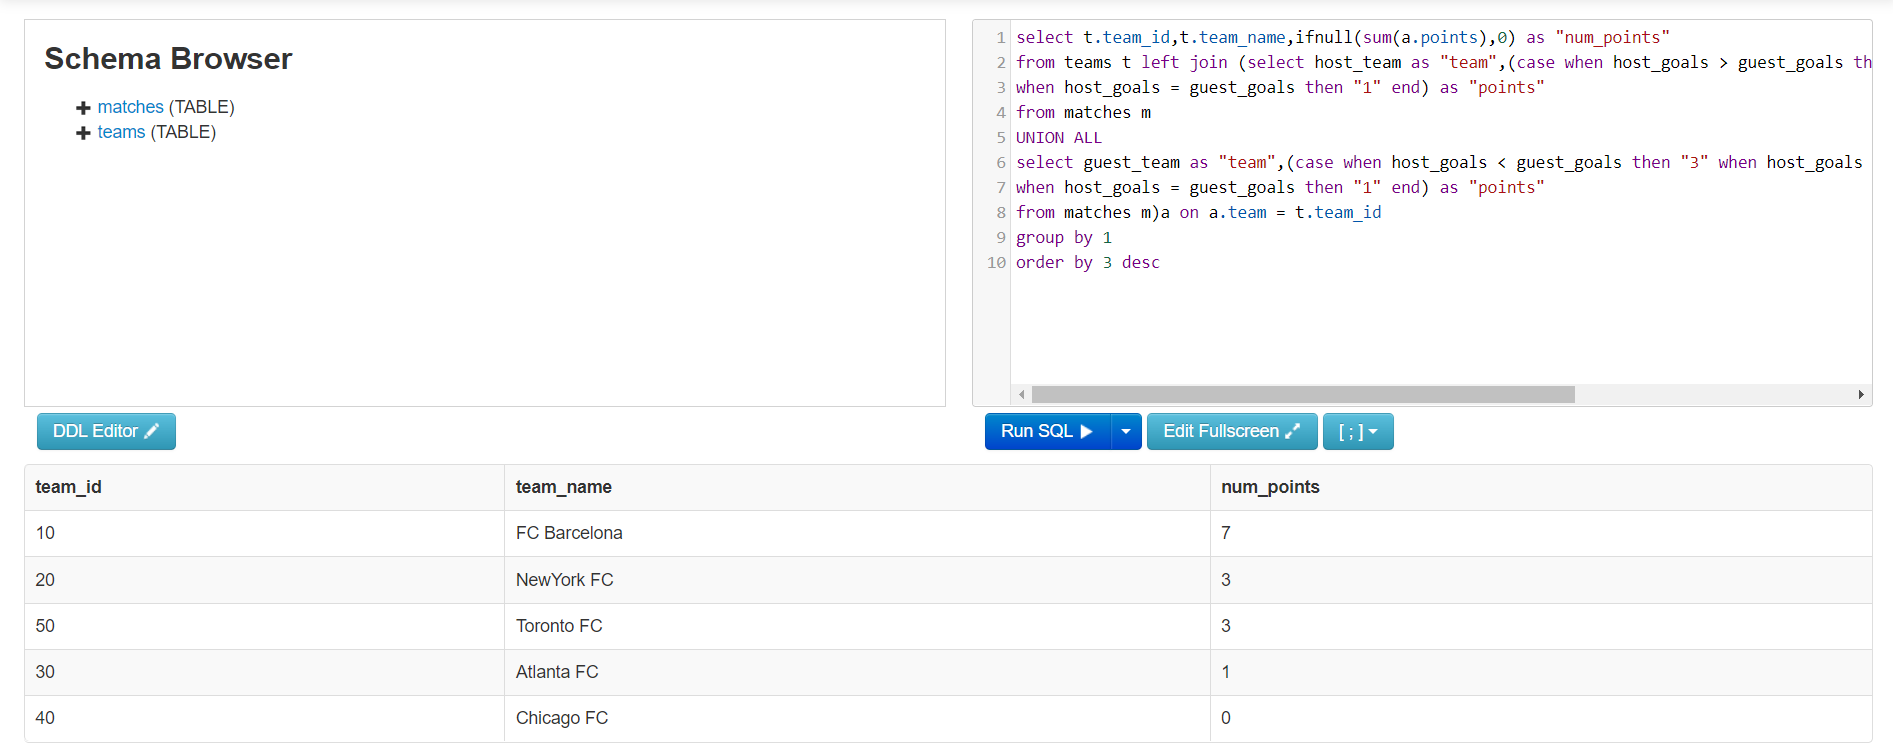 Schema Browser
matches (TABLE)
teams (TABLE)
DDL Editor
1 select t.team_id,t.team_name,ifnull(sum(a.points),0) as "num_points"
2 from teams t left join (select host_team as "team",(case when host_goals > guest_goals th
3 when host_goals = guest_goals then "1" end) as "points"
4 from matches m
5 UNION ALL
6 select guest_team as "team",(case when host_goals < guest_goals then "3" when host_goals
7 when host_goals = guest_goals then "1" end) as "points"
8 from matches m)a on a.team = t.team_id
9 group by 1
10 order by 3 desc
Run SQL Edit Fullscreen [ ; ]
team_id team_name num_points
10 FC Barcelona 7
20 NewYork FC 3
50 Toronto FC 3
30 Atlanta FC 1
40 Chicago FC 0